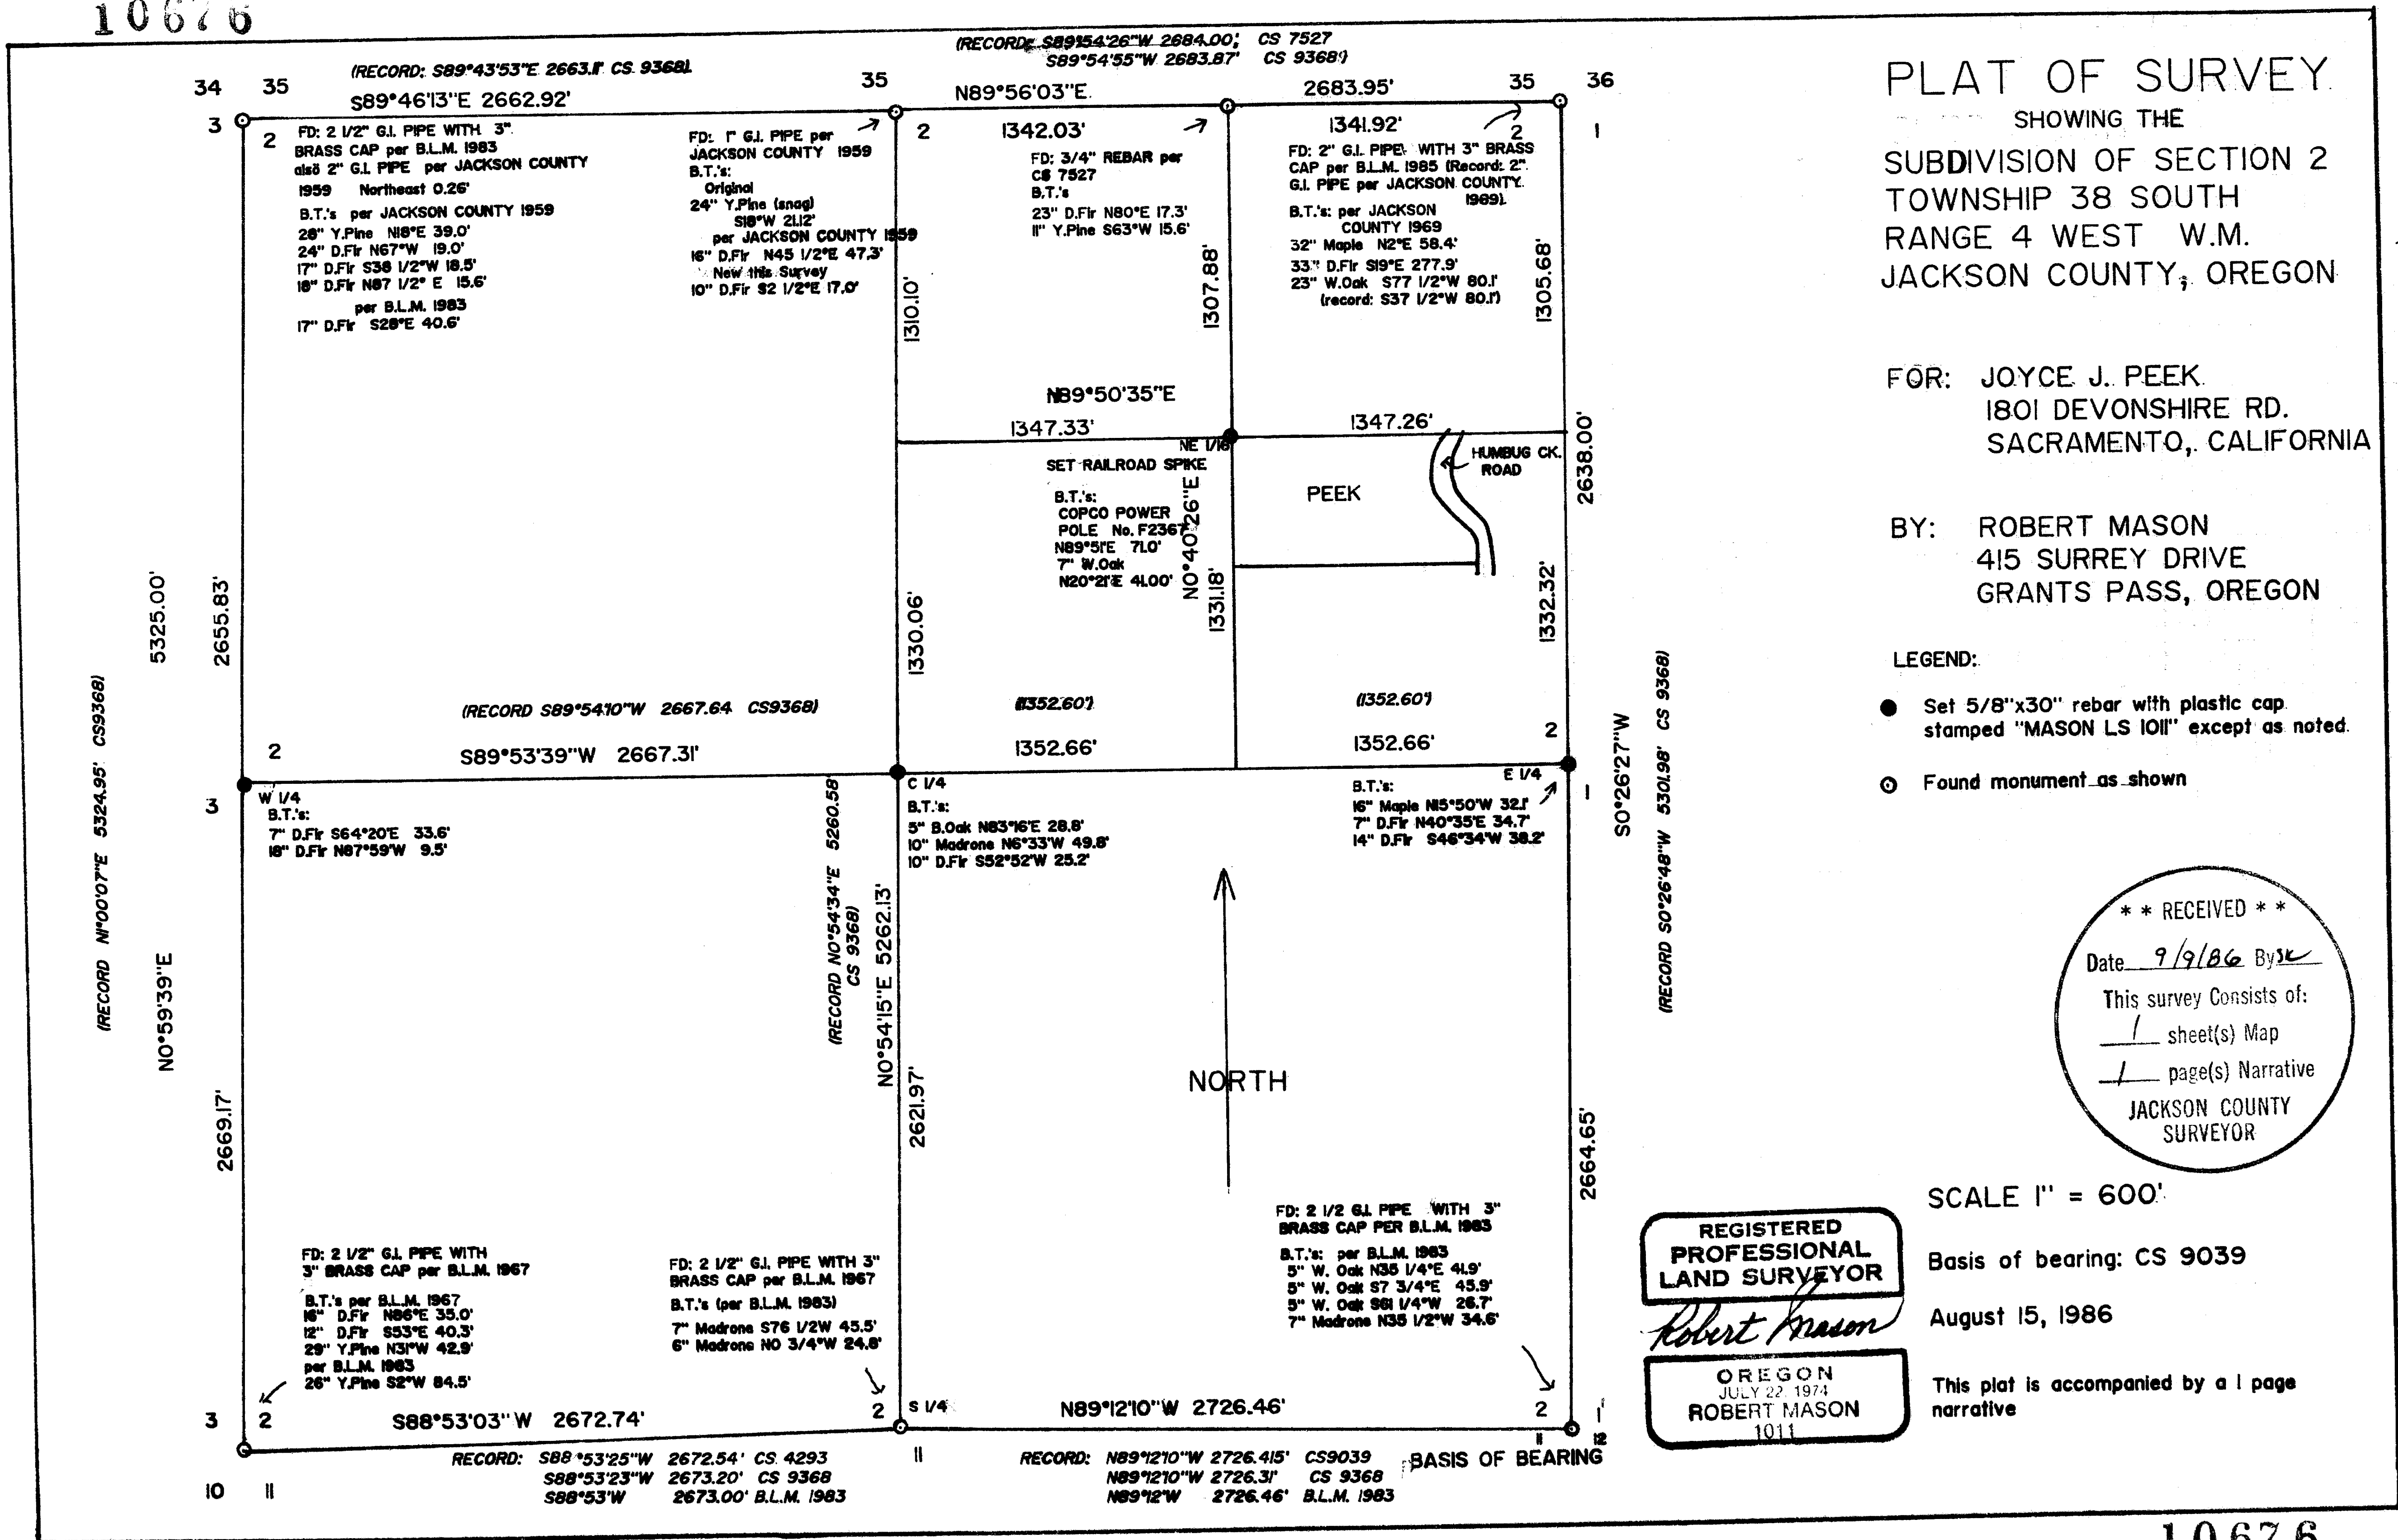 10676
(RECORD: S89°54'26"W 2684.00', CS 7527
S89°54'55"W 2683.87' CS 9368')
(RECORD: S89°43'53"E 2663.11' CS. 9368)
34 35
35
35 36
S89°46'13"E 2662.92'
N89°56'03"E.
2683.95'
3
2
2
2
1
1342.03'
1341.92'
FD: 2 1/2" G.I. PIPE WITH 3"
BRASS CAP per B.L.M. 1983
also 2" G.I. PIPE per JACKSON COUNTY
1959 Northeast 0.26'
B.T.'s per JACKSON COUNTY 1959
28" Y.Pine N18°E 39.0'
24" D.Fir N67°W 19.0'
17" D.Fir S38 1/2°W 18.5'
18" D.Fir N87 1/2° E 15.6'
per B.L.M. 1983
17" D.Fir S28°E 40.6'
FD: 1" G.I. PIPE per
JACKSON COUNTY 1959
B.T.'s:
Original
24" Y.Pine (snag)
S18°W 21.12'
per JACKSON COUNTY 1959
16" D.Fir N45 1/2°E 47.3'
New this Survey
10" D.Fir S2 1/2°E 17.0'
FD: 3/4" REBAR per
CS 7527
B.T.'s
23" D.Fir N80°E 17.3'
11" Y.Pine S63°W 15.6'
FD: 2" G.I. PIPE WITH 3" BRASS
CAP per B.L.M. 1985 (Record: 2"
G.I. PIPE per JACKSON COUNTY.
1969).
B.T.'s: per JACKSON
COUNTY 1969
32" Maple N2°E 58.4'
33" D.Fir S19°E 277.9'
23" W.Oak S77 1/2°W 80.1'
(record: S37 1/2°W 80.1')
1310.10'
1307.88'
1305.68'
N89°50'35"E
1347.33'
1347.26'
NE 1/16
SET RAILROAD SPIKE
B.T.'s:
COPCO POWER
POLE No. F2367
N89°51'E 71.0'
7" W.Oak
N20°21'E 41.00'
N0°40'26"E
1331.18'
PEEK
HUMBUG CK.
ROAD
2638.00'
1332.32'
1330.06'
5325.00'
2655.83'
(RECORD N1°00'07"E 5324.95' CS9368)
N0°59'39"E
(RECORD S89°54'10"W 2667.64 CS9368)
(1352.60')
(1352.60')
2
S89°53'39"W 2667.31'
1352.66'
1352.66'
2
3
W 1/4
B.T.'s:
7" D.Fir S64°20'E 33.6'
18" D.Fir N87°59'W 9.5'
C 1/4
B.T.'s:
5" B.Oak N83°16'E 28.8'
10" Madrone N6°33'W 49.8'
10" D.Fir S52°52'W 25.2'
E 1/4
1
B.T.'s:
16" Maple N15°50'W 32.1'
7" D.Fir N40°35'E 34.7'
14" D.Fir S46°34'W 38.2'
S0°26'27"W
(RECORD S0°26'48"W 5301.98' CS 9368)
(RECORD N0°54'34"E 5260.58'
CS 9368)
N0°54'15"E 5262.13'
2621.97'
2669.17'
2664.65'
NORTH
FD: 2 1/2" G.I. PIPE WITH
3" BRASS CAP per B.L.M. 1967
B.T.'s per B.L.M. 1967
16" D.Fir N86°E 35.0'
12" D.Fir S53°E 40.3'
29" Y.Pine N31°W 42.9'
per B.L.M. 1983
26" Y.Pine S2°W 84.5'
FD: 2 1/2" G.I. PIPE WITH 3"
BRASS CAP per B.L.M. 1967
B.T.'s (per B.L.M. 1983)
7" Madrone S76 1/2W 45.5'
6" Madrone N0 3/4°W 24.8'
FD: 2 1/2 G.I. PIPE WITH 3"
BRASS CAP PER B.L.M. 1983
B.T.'s: per B.L.M. 1983
5" W. Oak N35 1/4°E 41.9'
5" W. Oak S7 3/4°E 45.9'
5" W. Oak S61 1/4°W 26.7'
7" Madrone N35 1/2°W 34.6'
3 2
S88°53'03"W 2672.74'
2
S 1/4
N89°12'10"W 2726.46'
2
1
10 11
11
11 12
RECORD: S88°53'25"W 2672.54' CS. 4293
S88°53'23"W 2673.20' CS 9368
S88°53'W 2673.00' B.L.M. 1983
RECORD: N89°12'10"W 2726.415' CS9039
N89°12'10"W 2726.31' CS 9368
N89°12'W 2726.46' B.L.M. 1983
BASIS OF BEARING
PLAT OF SURVEY
SHOWING THE
SUBDIVISION OF SECTION 2
TOWNSHIP 38 SOUTH
RANGE 4 WEST W.M.
JACKSON COUNTY, OREGON
FOR: JOYCE J. PEEK
1801 DEVONSHIRE RD.
SACRAMENTO, CALIFORNIA
BY: ROBERT MASON
415 SURREY DRIVE
GRANTS PASS, OREGON
LEGEND:
Set 5/8"x30" rebar with plastic cap
stamped "MASON LS 1011" except as noted.
Found monument as shown
* * RECEIVED * *
Date 9/9/86 By SK
This survey Consists of:
1 sheet(s) Map
1 page(s) Narrative
JACKSON COUNTY
SURVEYOR
SCALE 1" = 600'
Basis of bearing: CS 9039
August 15, 1986
This plat is accompanied by a 1 page
narrative
REGISTERED
PROFESSIONAL
LAND SURVEYOR
Robert Mason
OREGON
JULY 22, 1974
ROBERT MASON
1011
10676